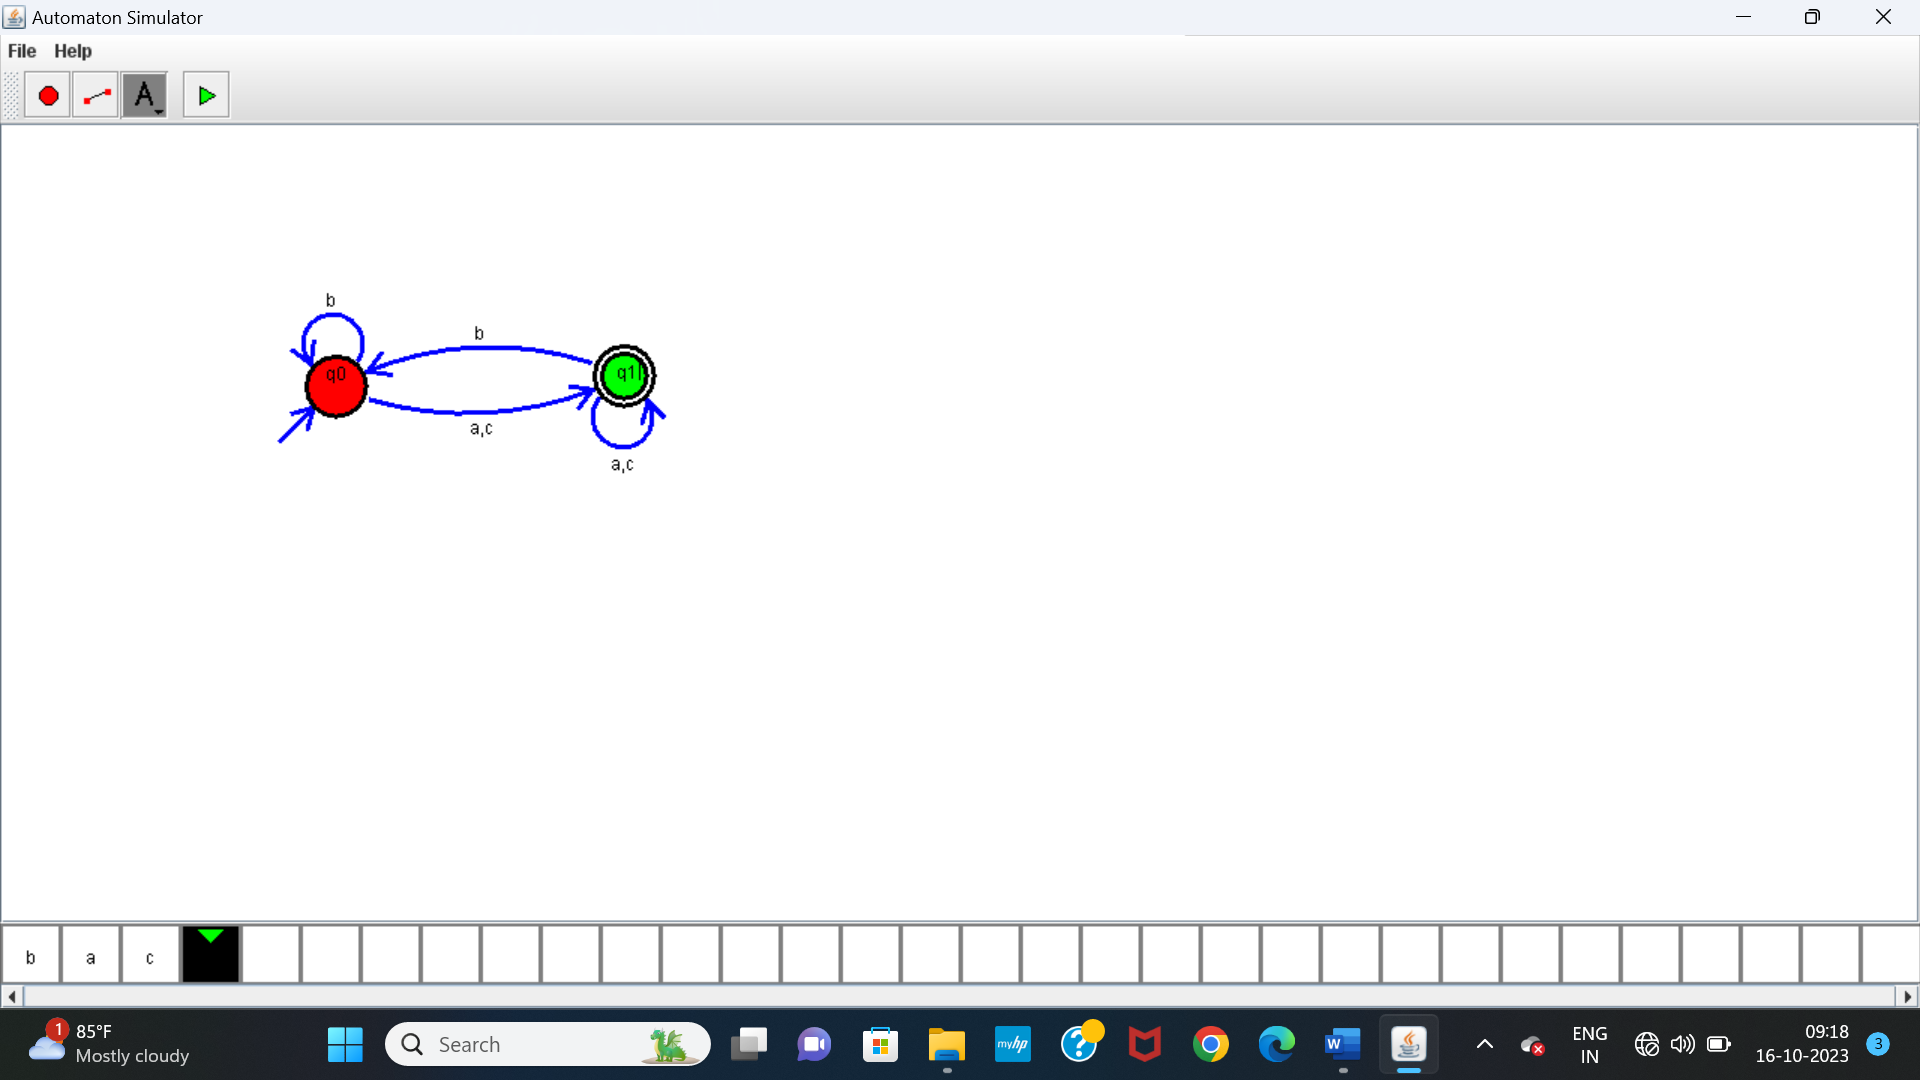 Automaton Simulator
File Help
A
b
b
q0
q1
a,c
a,c
b a c
1
85°F
Mostly cloudy
Search
myhp
?
W
ENG
IN
09:18
16-10-2023
3